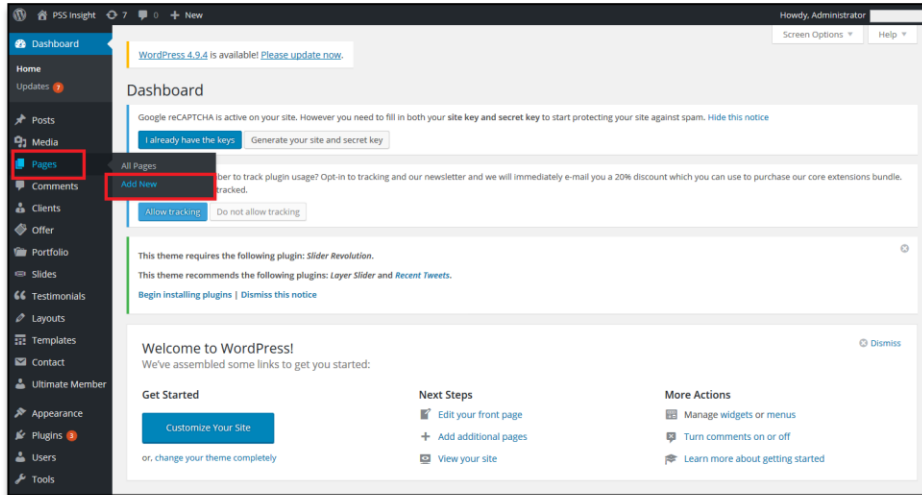 PSS Insight 7 0 + New Howdy, Administrator
Screen Options Help
Dashboard
WordPress 4.9.4 is available! Please update now.
Home
Updates 7
Dashboard
Posts
Google reCAPTCHA is active on your site. However you need to fill in both your site key and secret key to start protecting your site against spam. Hide this notice
Media
I already have the keys Generate your site and secret key
Pages
All Pages
Add New
ber to track plugin usage? Opt-in to tracking and our newsletter and we will immediately e-mail you a 20% discount which you can use to purchase our core extensions bundle.
tracked.
Comments
Clients
Allow tracking Do not allow tracking
Offer
Portfolio
This theme requires the following plugin: Slider Revolution.
Slides
This theme recommends the following plugins: Layer Slider and Recent Tweets.
Testimonials
Begin installing plugins | Dismiss this notice
Layouts
Templates
Welcome to WordPress! Dismiss
We've assembled some links to get you started:
Contact
Ultimate Member
Get Started Next Steps More Actions
Appearance
Customize Your Site Edit your front page Manage widgets or menus
Plugins 3
Add additional pages Turn comments on or off
Users
or, change your theme completely View your site Learn more about getting started
Tools